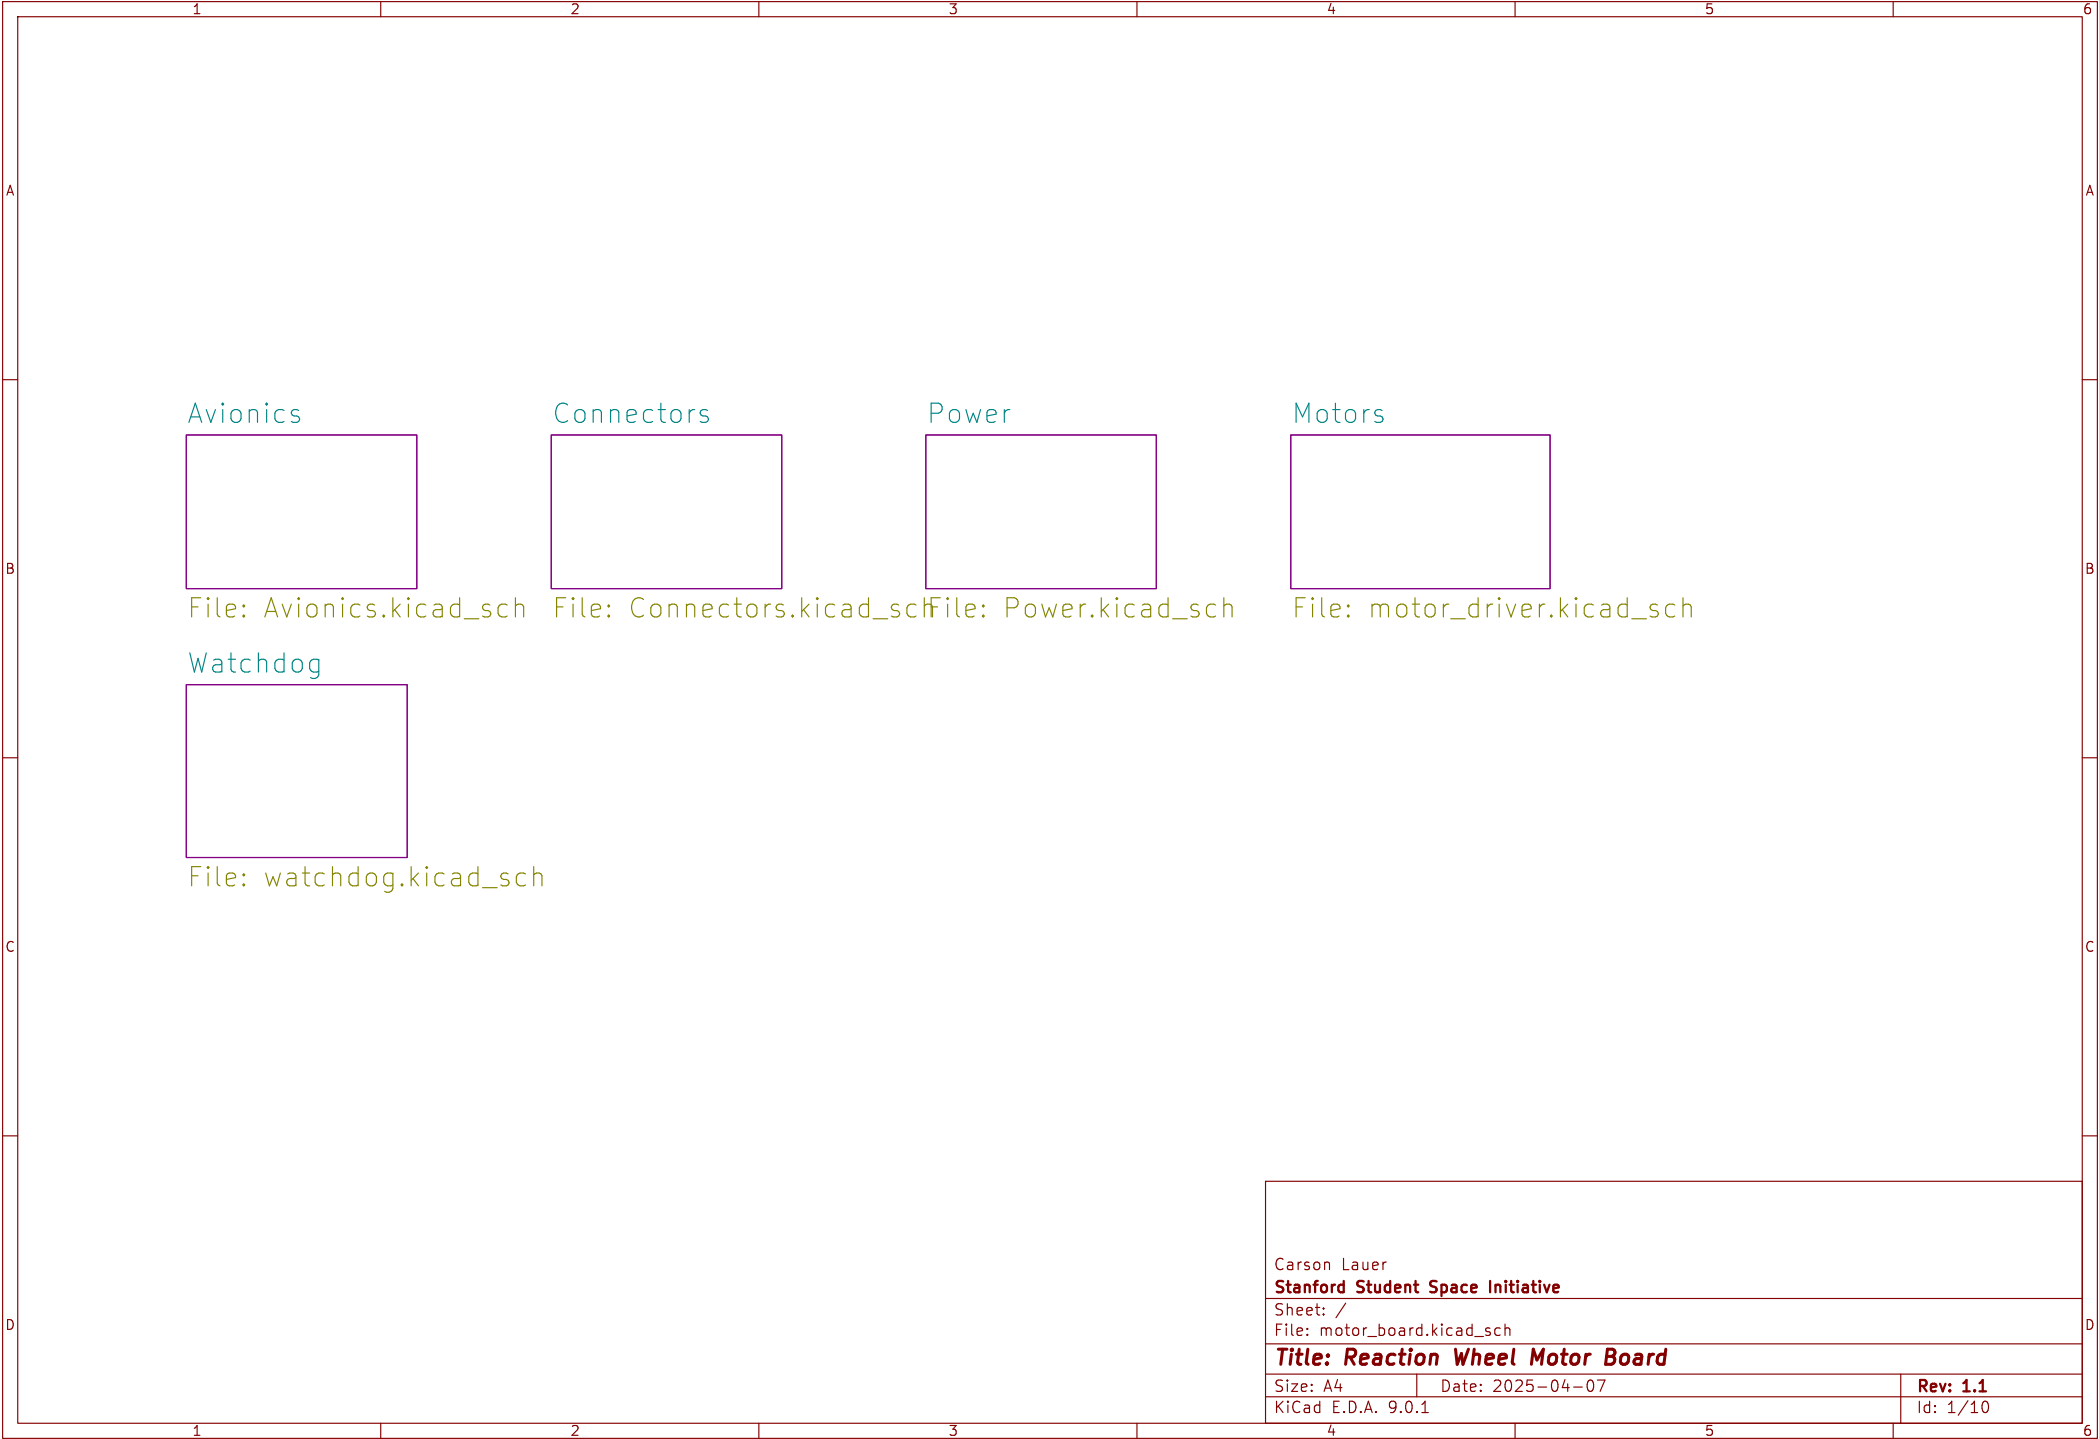 1 2 3 4 5 6
A A
Avionics Connectors Power Motors
B B
File: Avionics.kicad_sch File: Connectors.kicad_sch File: Power.kicad_sch File: motor_driver.kicad_sch
Watchdog
File: watchdog.kicad_sch
C C
Carson Lauer
Stanford Student Space Initiative
Sheet: /
D D
File: motor_board.kicad_sch
Title: Reaction Wheel Motor Board
Size: A4 Date: 2025-04-07 Rev: 1.1
KiCad E.D.A. 9.0.1 Id: 1/10
1 2 3 4 5 6